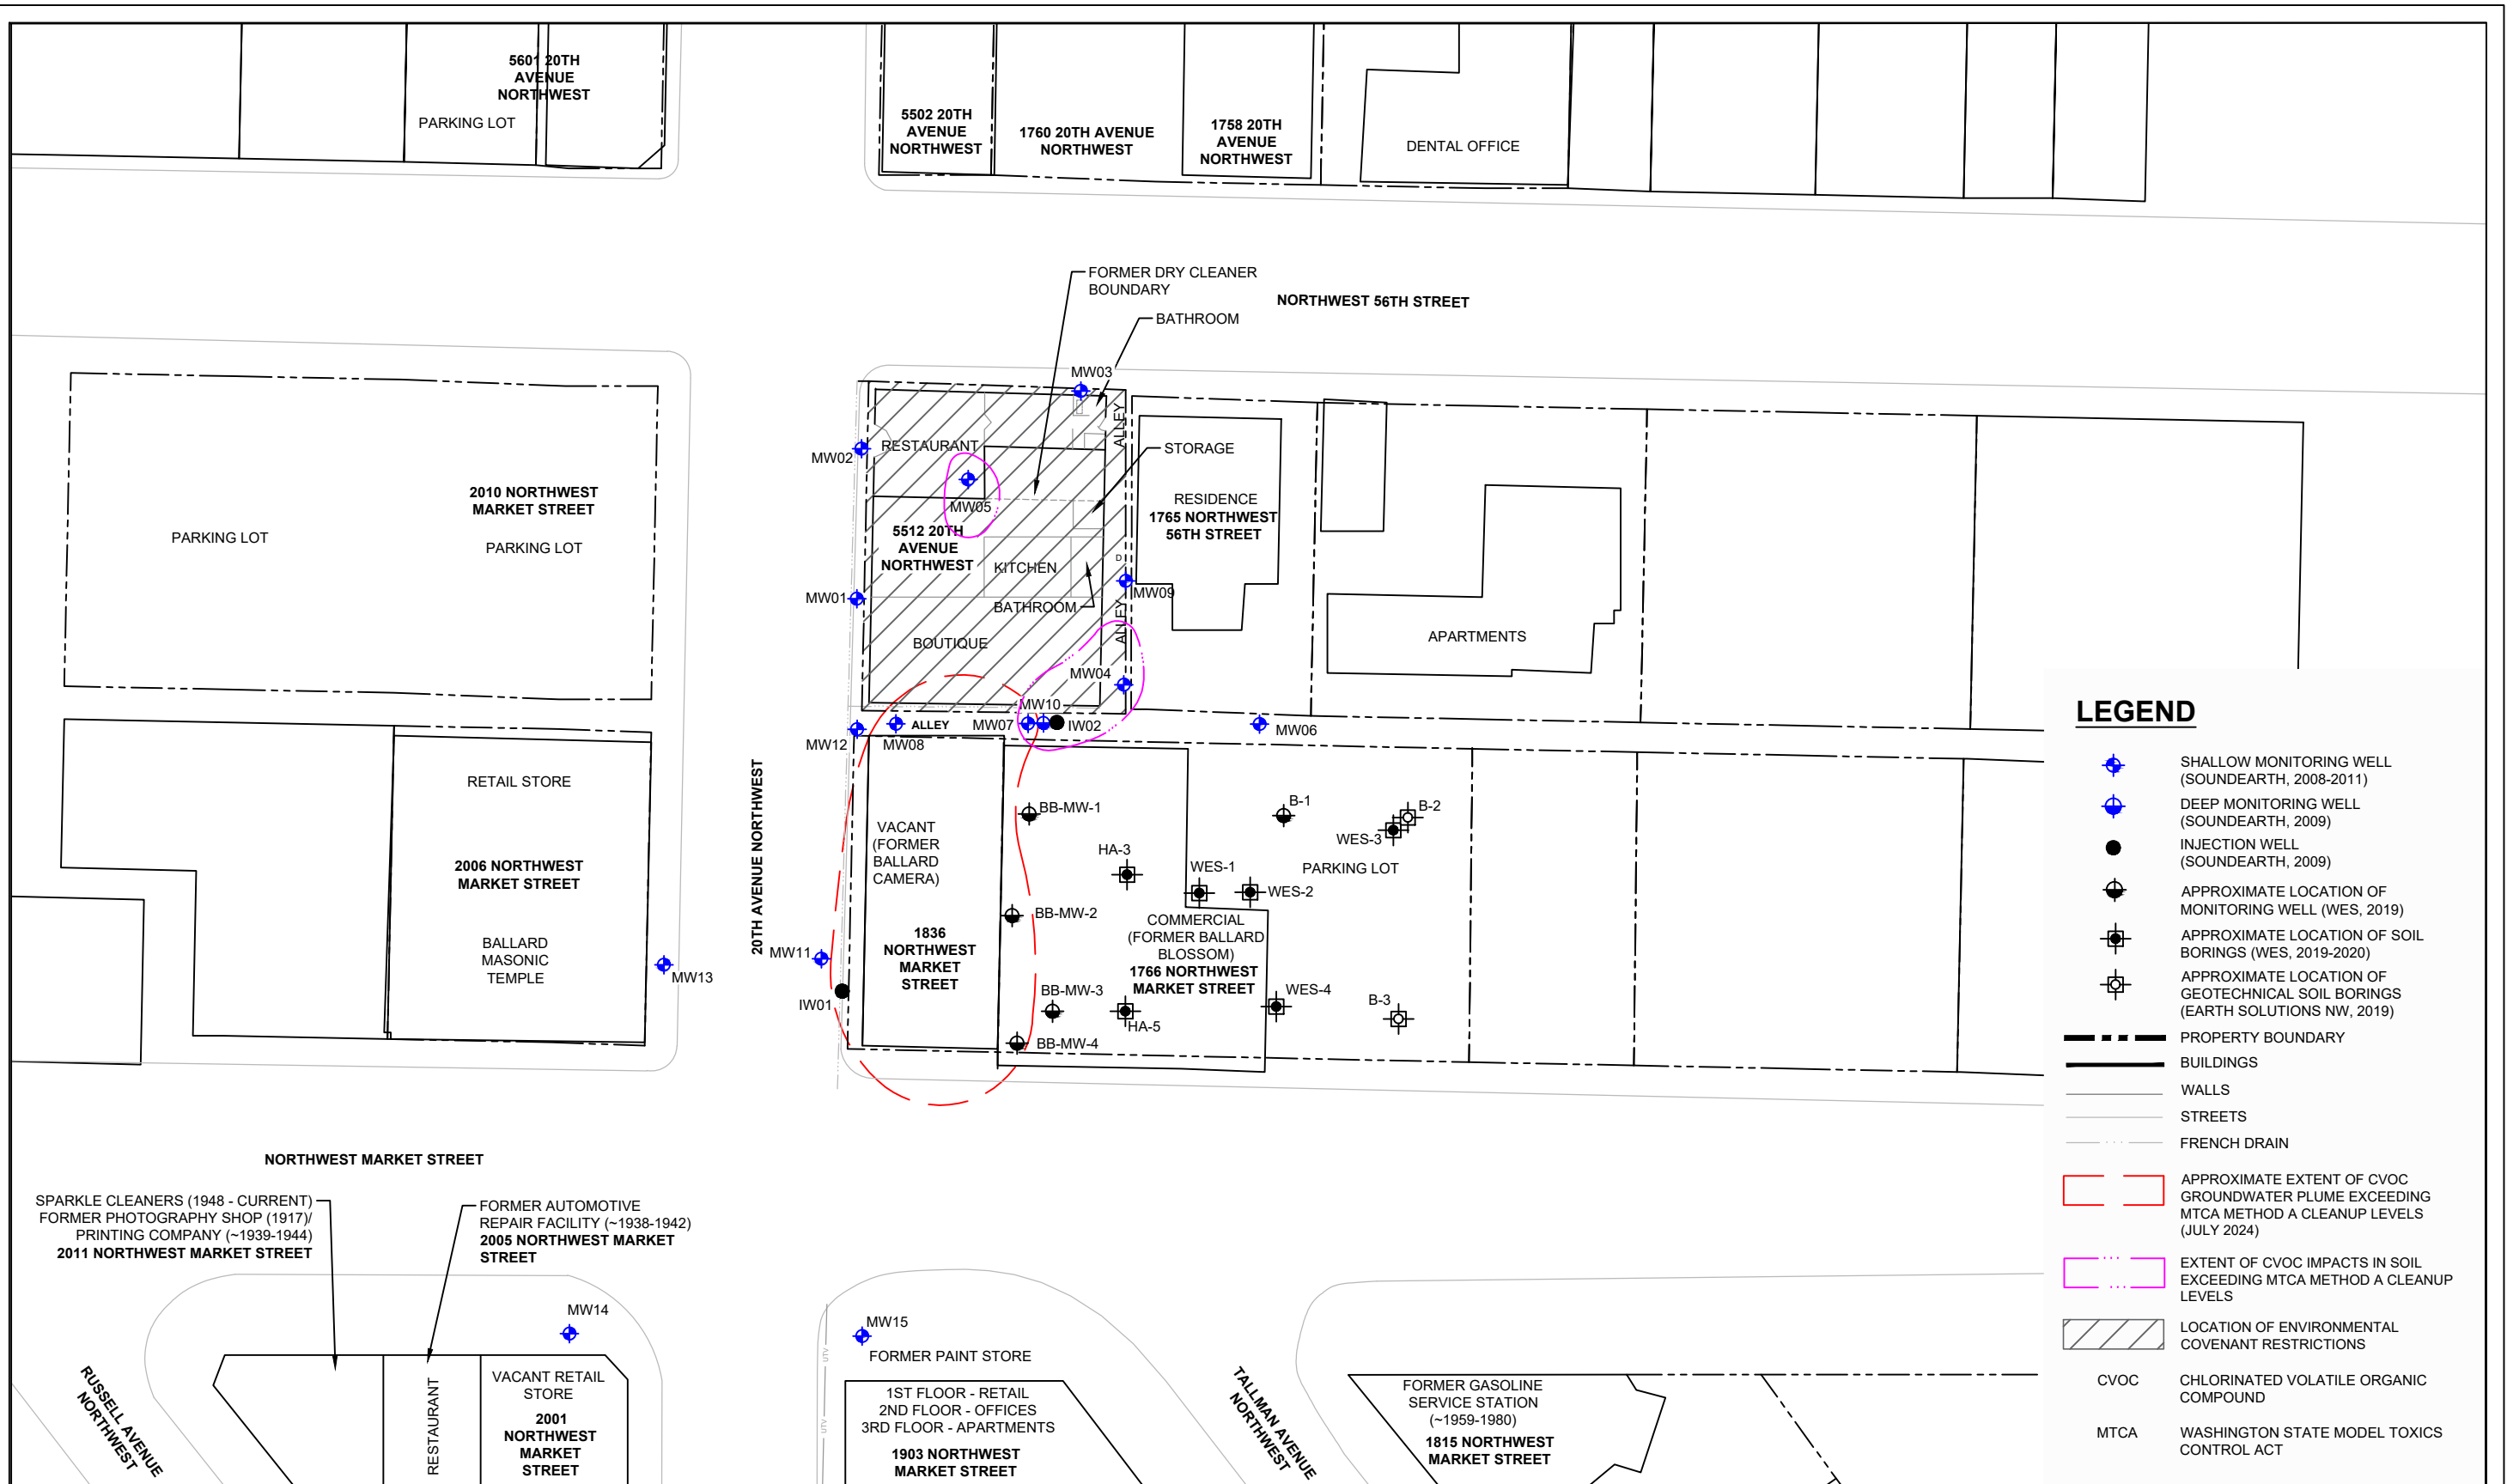 5601 20TH
AVENUE
NORTHWEST
PARKING LOT
5502 20TH
AVENUE
NORTHWEST
1760 20TH AVENUE
NORTHWEST
1758 20TH
AVENUE
NORTHWEST
DENTAL OFFICE
FORMER DRY CLEANER
BOUNDARY
NORTHWEST 56TH STREET
BATHROOM
MW03
ALLEY
MW02
RESTAURANT
STORAGE
MW05
2010 NORTHWEST
MARKET STREET
PARKING LOT
PARKING LOT
RESIDENCE
1765 NORTHWEST
56TH STREET
5512 20TH
AVENUE
NORTHWEST
KITCHEN
D
MW09
MW01
BATHROOM
ALLEY
BOUTIQUE
APARTMENTS
MW04
MW10
MW12
MW08
ALLEY
MW07
IW02
MW06
RETAIL STORE
2006 NORTHWEST
MARKET STREET
BALLARD
MASONIC
TEMPLE
20TH AVENUE NORTHWEST
VACANT
(FORMER
BALLARD
CAMERA)
1836
NORTHWEST
MARKET
STREET
BB-MW-1
B-1
B-2
WES-3
HA-3
WES-1
WES-2
PARKING LOT
BB-MW-2
COMMERCIAL
(FORMER BALLARD
BLOSSOM)
1766 NORTHWEST
MARKET STREET
MW11
MW13
IW01
BB-MW-3
HA-5
WES-4
B-3
BB-MW-4
NORTHWEST MARKET STREET
SPARKLE CLEANERS (1948 - CURRENT)
FORMER PHOTOGRAPHY SHOP (1917)/
PRINTING COMPANY (~1939-1944)
2011 NORTHWEST MARKET STREET
FORMER AUTOMOTIVE
REPAIR FACILITY (~1938-1942)
2005 NORTHWEST MARKET
STREET
MW14
MW15
FORMER PAINT STORE
RUSSELL AVENUE
NORTHWEST
RESTAURANT
VACANT RETAIL
STORE
2001
NORTHWEST
MARKET
STREET
UTV
UTV
1ST FLOOR - RETAIL
2ND FLOOR - OFFICES
3RD FLOOR - APARTMENTS
1903 NORTHWEST
MARKET STREET
TALLMAN AVENUE
NORTHWEST
FORMER GASOLINE
SERVICE STATION
(~1959-1980)
1815 NORTHWEST
MARKET STREET
LEGEND
SHALLOW MONITORING WELL
(SOUNDEARTH, 2008-2011)
DEEP MONITORING WELL
(SOUNDEARTH, 2009)
INJECTION WELL
(SOUNDEARTH, 2009)
APPROXIMATE LOCATION OF
MONITORING WELL (WES, 2019)
APPROXIMATE LOCATION OF SOIL
BORINGS (WES, 2019-2020)
APPROXIMATE LOCATION OF
GEOTECHNICAL SOIL BORINGS
(EARTH SOLUTIONS NW, 2019)
PROPERTY BOUNDARY
BUILDINGS
WALLS
STREETS
FRENCH DRAIN
APPROXIMATE EXTENT OF CVOC
GROUNDWATER PLUME EXCEEDING
MTCA METHOD A CLEANUP LEVELS
(JULY 2024)
EXTENT OF CVOC IMPACTS IN SOIL
EXCEEDING MTCA METHOD A CLEANUP
LEVELS
LOCATION OF ENVIRONMENTAL
COVENANT RESTRICTIONS
CVOC CHLORINATED VOLATILE ORGANIC
COMPOUND
MTCA WASHINGTON STATE MODEL TOXICS
CONTROL ACT